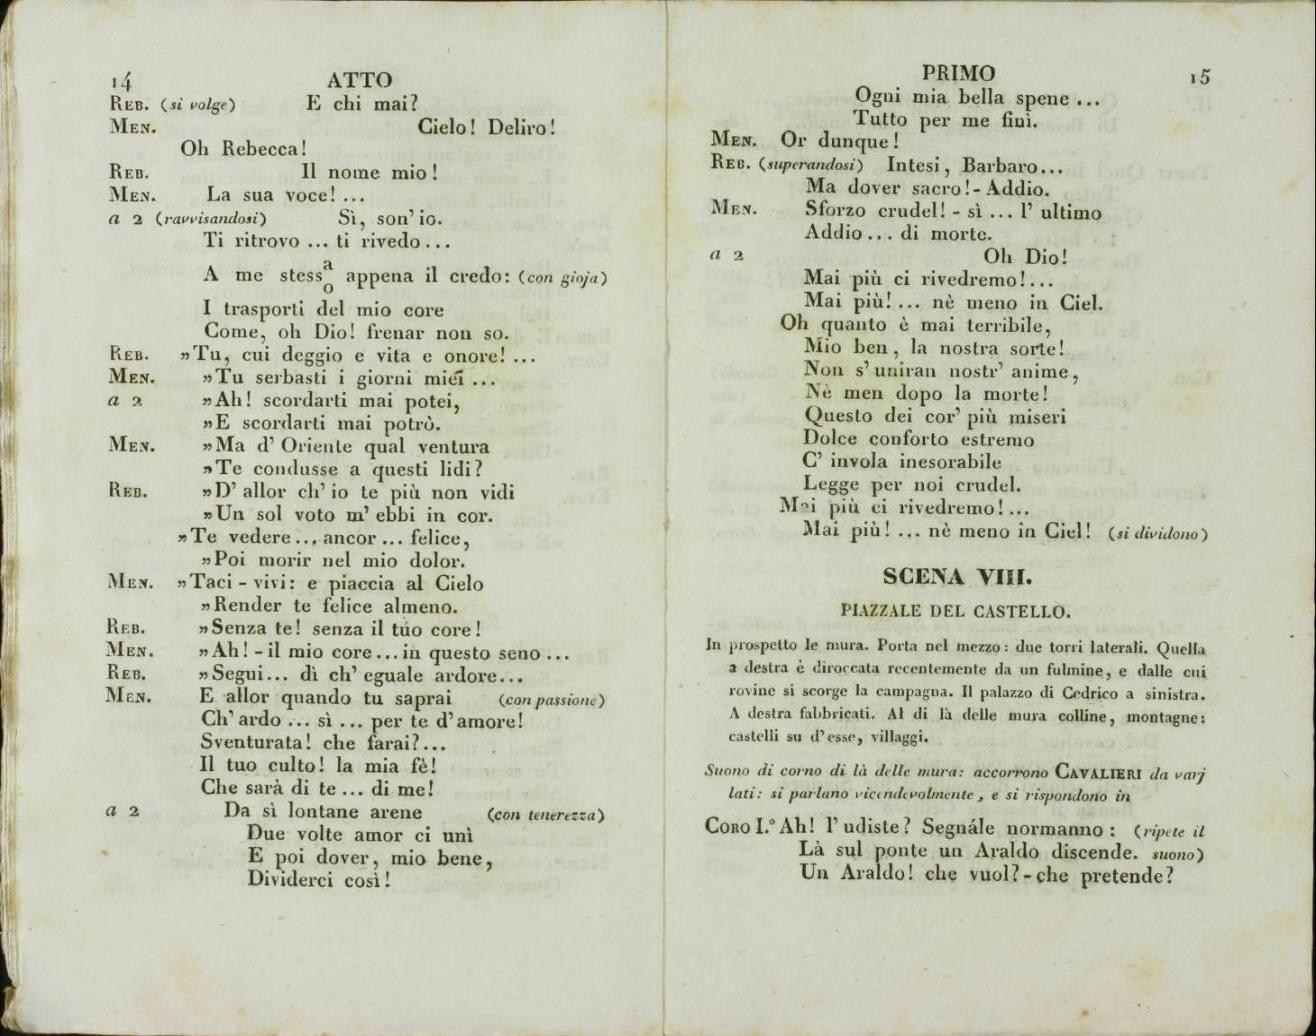 14 ATTO
REB. (si volge) E chi mai?
MEN. Cielo! Deliro!
Oh Rebecca!
REB. Il nome mio!
MEN. La sua voce! ...
a 2 (ravvisandosi) Sì, son' io.
Ti ritrovo ... ti rivedo ...
A me stess a/o appena il credo: (con gioja)
I trasporti del mio core
Come, oh Dio! frenar non so.
REB. „Tu, cui deggio e vita e onore! ...
MEN. „Tu serbasti i giorni miei ...
a 2 „Ah! scordarti mai potei,
„E scordarti mai potrò.
MEN. „Ma d' Oriente qual ventura
„Te condusse a questi lidi?
REB. „D' allor ch' io te più non vidi
„Un sol voto m' ebbi in cor.
„Te vedere ... ancor ... felice,
„Poi morir nel mio dolor.
MEN. „Taci - vivi: e piaccia al Cielo
„Render te felice almeno.
REB. „Senza te! senza il tuo core!
MEN. „Ah! - il mio core ... in questo seno ...
REB. „Segui... dì ch' eguale ardore...
MEN. E allor quando tu saprai (con passione)
Ch' ardo ... sì ... per te d' amore!
Sventurata! che farai?...
Il tuo culto! la mia fè!
Che sarà di te ... di me!
a 2 Da sì lontane arene (con tenerezza)
Due volte amor ci unì
E poi dover, mio bene,
Dividerci così!
PRIMO 15
Ogni mia bella spene ...
Tutto per me finì.
MEN. Or dunque!
REB. (superandosi) Intesi, Barbaro...
Ma dover sacro! - Addio.
MEN. Sforzo crudel! - sì ... l' ultimo
Addio ... di morte.
a 2 Oh Dio!
Mai più ci rivedremo!...
Mai più! ... nè meno in Ciel.
Oh quanto è mai terribile,
Mio ben, la nostra sorte!
Non s' uniran nostr' anime,
Nè men dopo la morte!
Questo dei cor' più miseri
Dolce conforto estremo
C' invola inesorabile
Legge per noi crudel.
Mai più ci rivedremo!...
Mai più! ... nè meno in Ciel! (si dividono)
SCENA VIII.
PIAZZALE DEL CASTELLO.
In prospetto le mura. Porta nel mezzo: due torri laterali. Quella
a destra è diroccata recentemente da un fulmine, e dalle cui
rovine si scorge la campagna. Il palazzo di Cedrico a sinistra.
A destra fabbricati. Al di là delle mura colline, montagne:
castelli su d' esse, villaggi.
Suono di corno di là delle mura: accorrono CAVALIERI da varj
lati: si parlano vicendevolmente, e si rispondono in
CORO I.º Ah! l' udiste? Segnále normanno: (ripete il
Là sul ponte un Araldo discende. suono)
Un Araldo! che vuol? - che pretende?